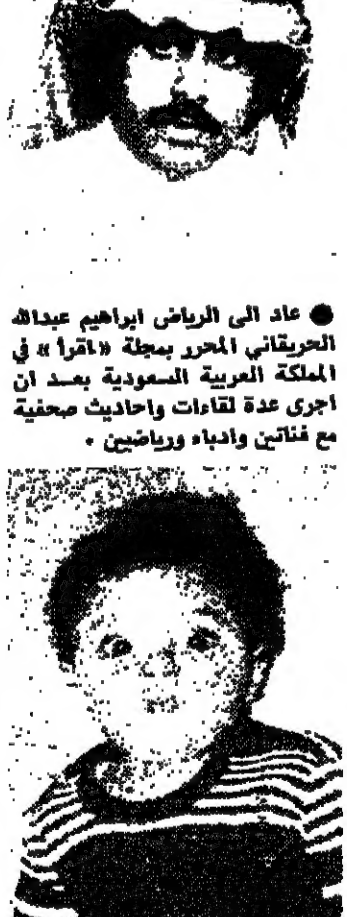 ● عاد الى الرياض ابراهيم عبدالله
الحريقاني المحرر بمجلة «اقرأ» في
المملكة العربية السعودية بعد ان
اجرى عدة لقاءات واحاديث صحفية
مع فنانين وادباء ورياضيين •